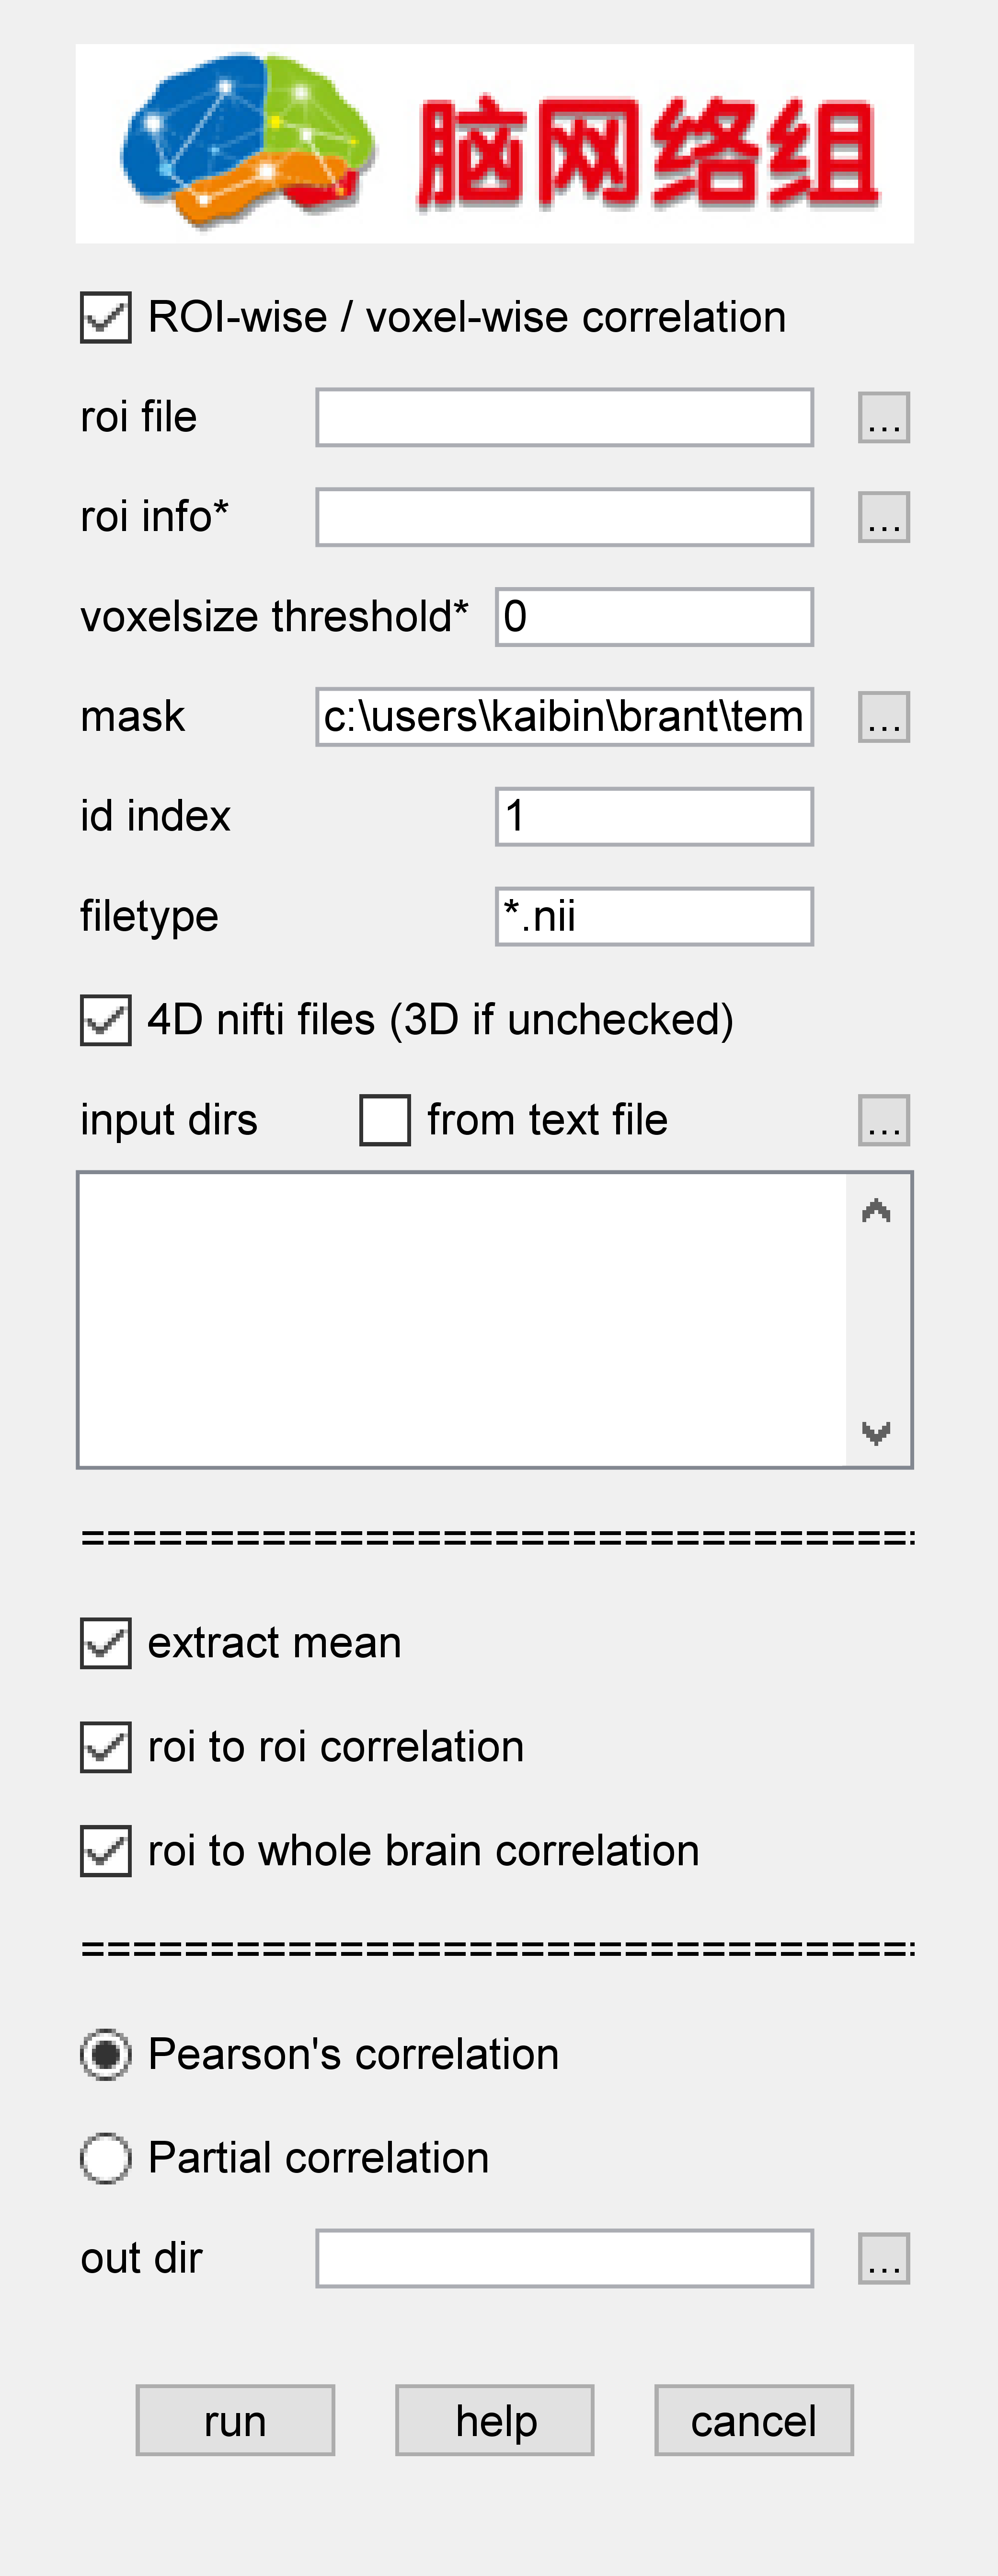 脑网络组
ROI-wise / voxel-wise correlation
roi file ...
roi info* ...
voxelsize threshold* 0
mask c:\users\kaibin\brant\tem ...
id index 1
filetype *.nii
4D nifti files (3D if unchecked)
input dirs from text file ...
=================================
extract mean
roi to roi correlation
roi to whole brain correlation
=================================
Pearson's correlation
Partial correlation
out dir ...
run help cancel